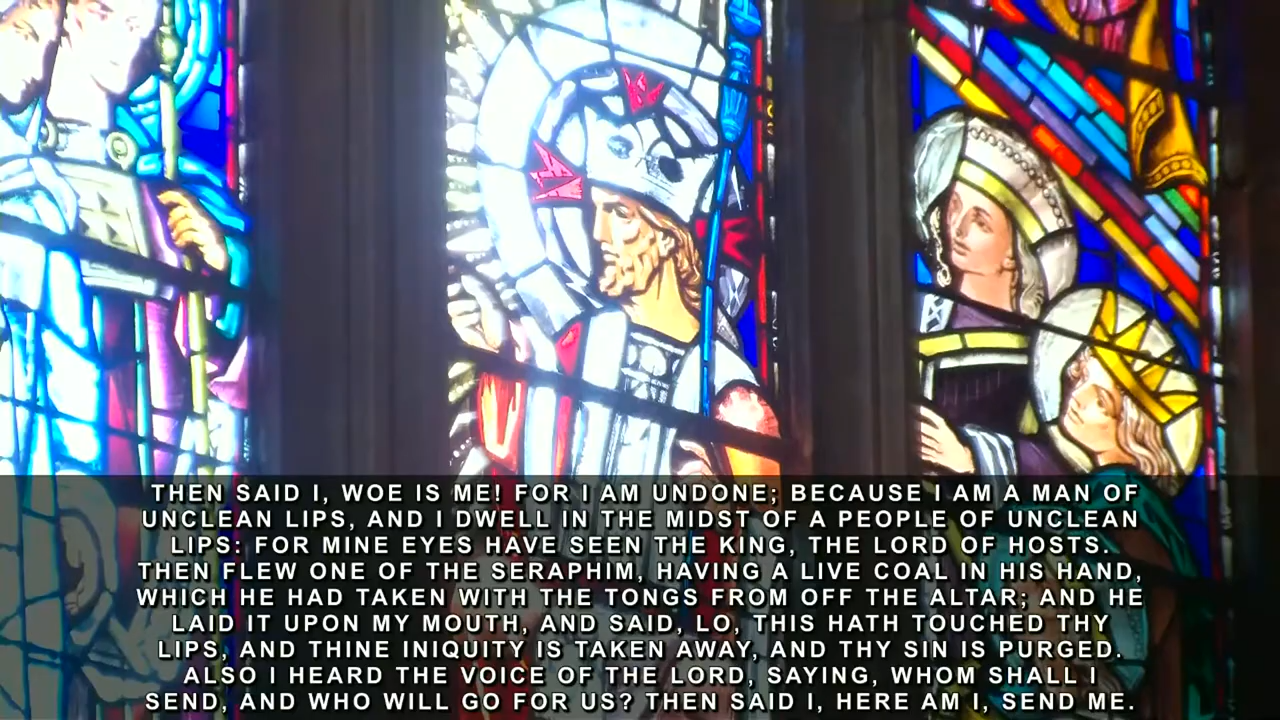 THEN SAID I, WOE IS ME! FOR I AM UNDONE; BECAUSE I AM A MAN OF
UNCLEAN LIPS, AND I DWELL IN THE MIDST OF A PEOPLE OF UNCLEAN
LIPS: FOR MINE EYES HAVE SEEN THE KING, THE LORD OF HOSTS.
THEN FLEW ONE OF THE SERAPHIM, HAVING A LIVE COAL IN HIS HAND,
WHICH HE HAD TAKEN WITH THE TONGS FROM OFF THE ALTAR; AND HE
LAID IT UPON MY MOUTH, AND SAID, LO, THIS HATH TOUCHED THY
LIPS, AND THINE INIQUITY IS TAKEN AWAY, AND THY SIN IS PURGED.
ALSO I HEARD THE VOICE OF THE LORD, SAYING, WHOM SHALL I
SEND, AND WHO WILL GO FOR US? THEN SAID I, HERE AM I, SEND ME.